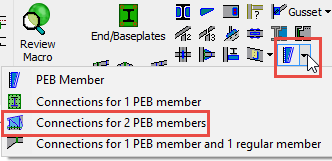 Gusset
Review
Macro
End/Baseplates
PEB Member
Connections for 1 PEB member
Connections for 2 PEB members
Connections for 1 PEB member and 1 regular member